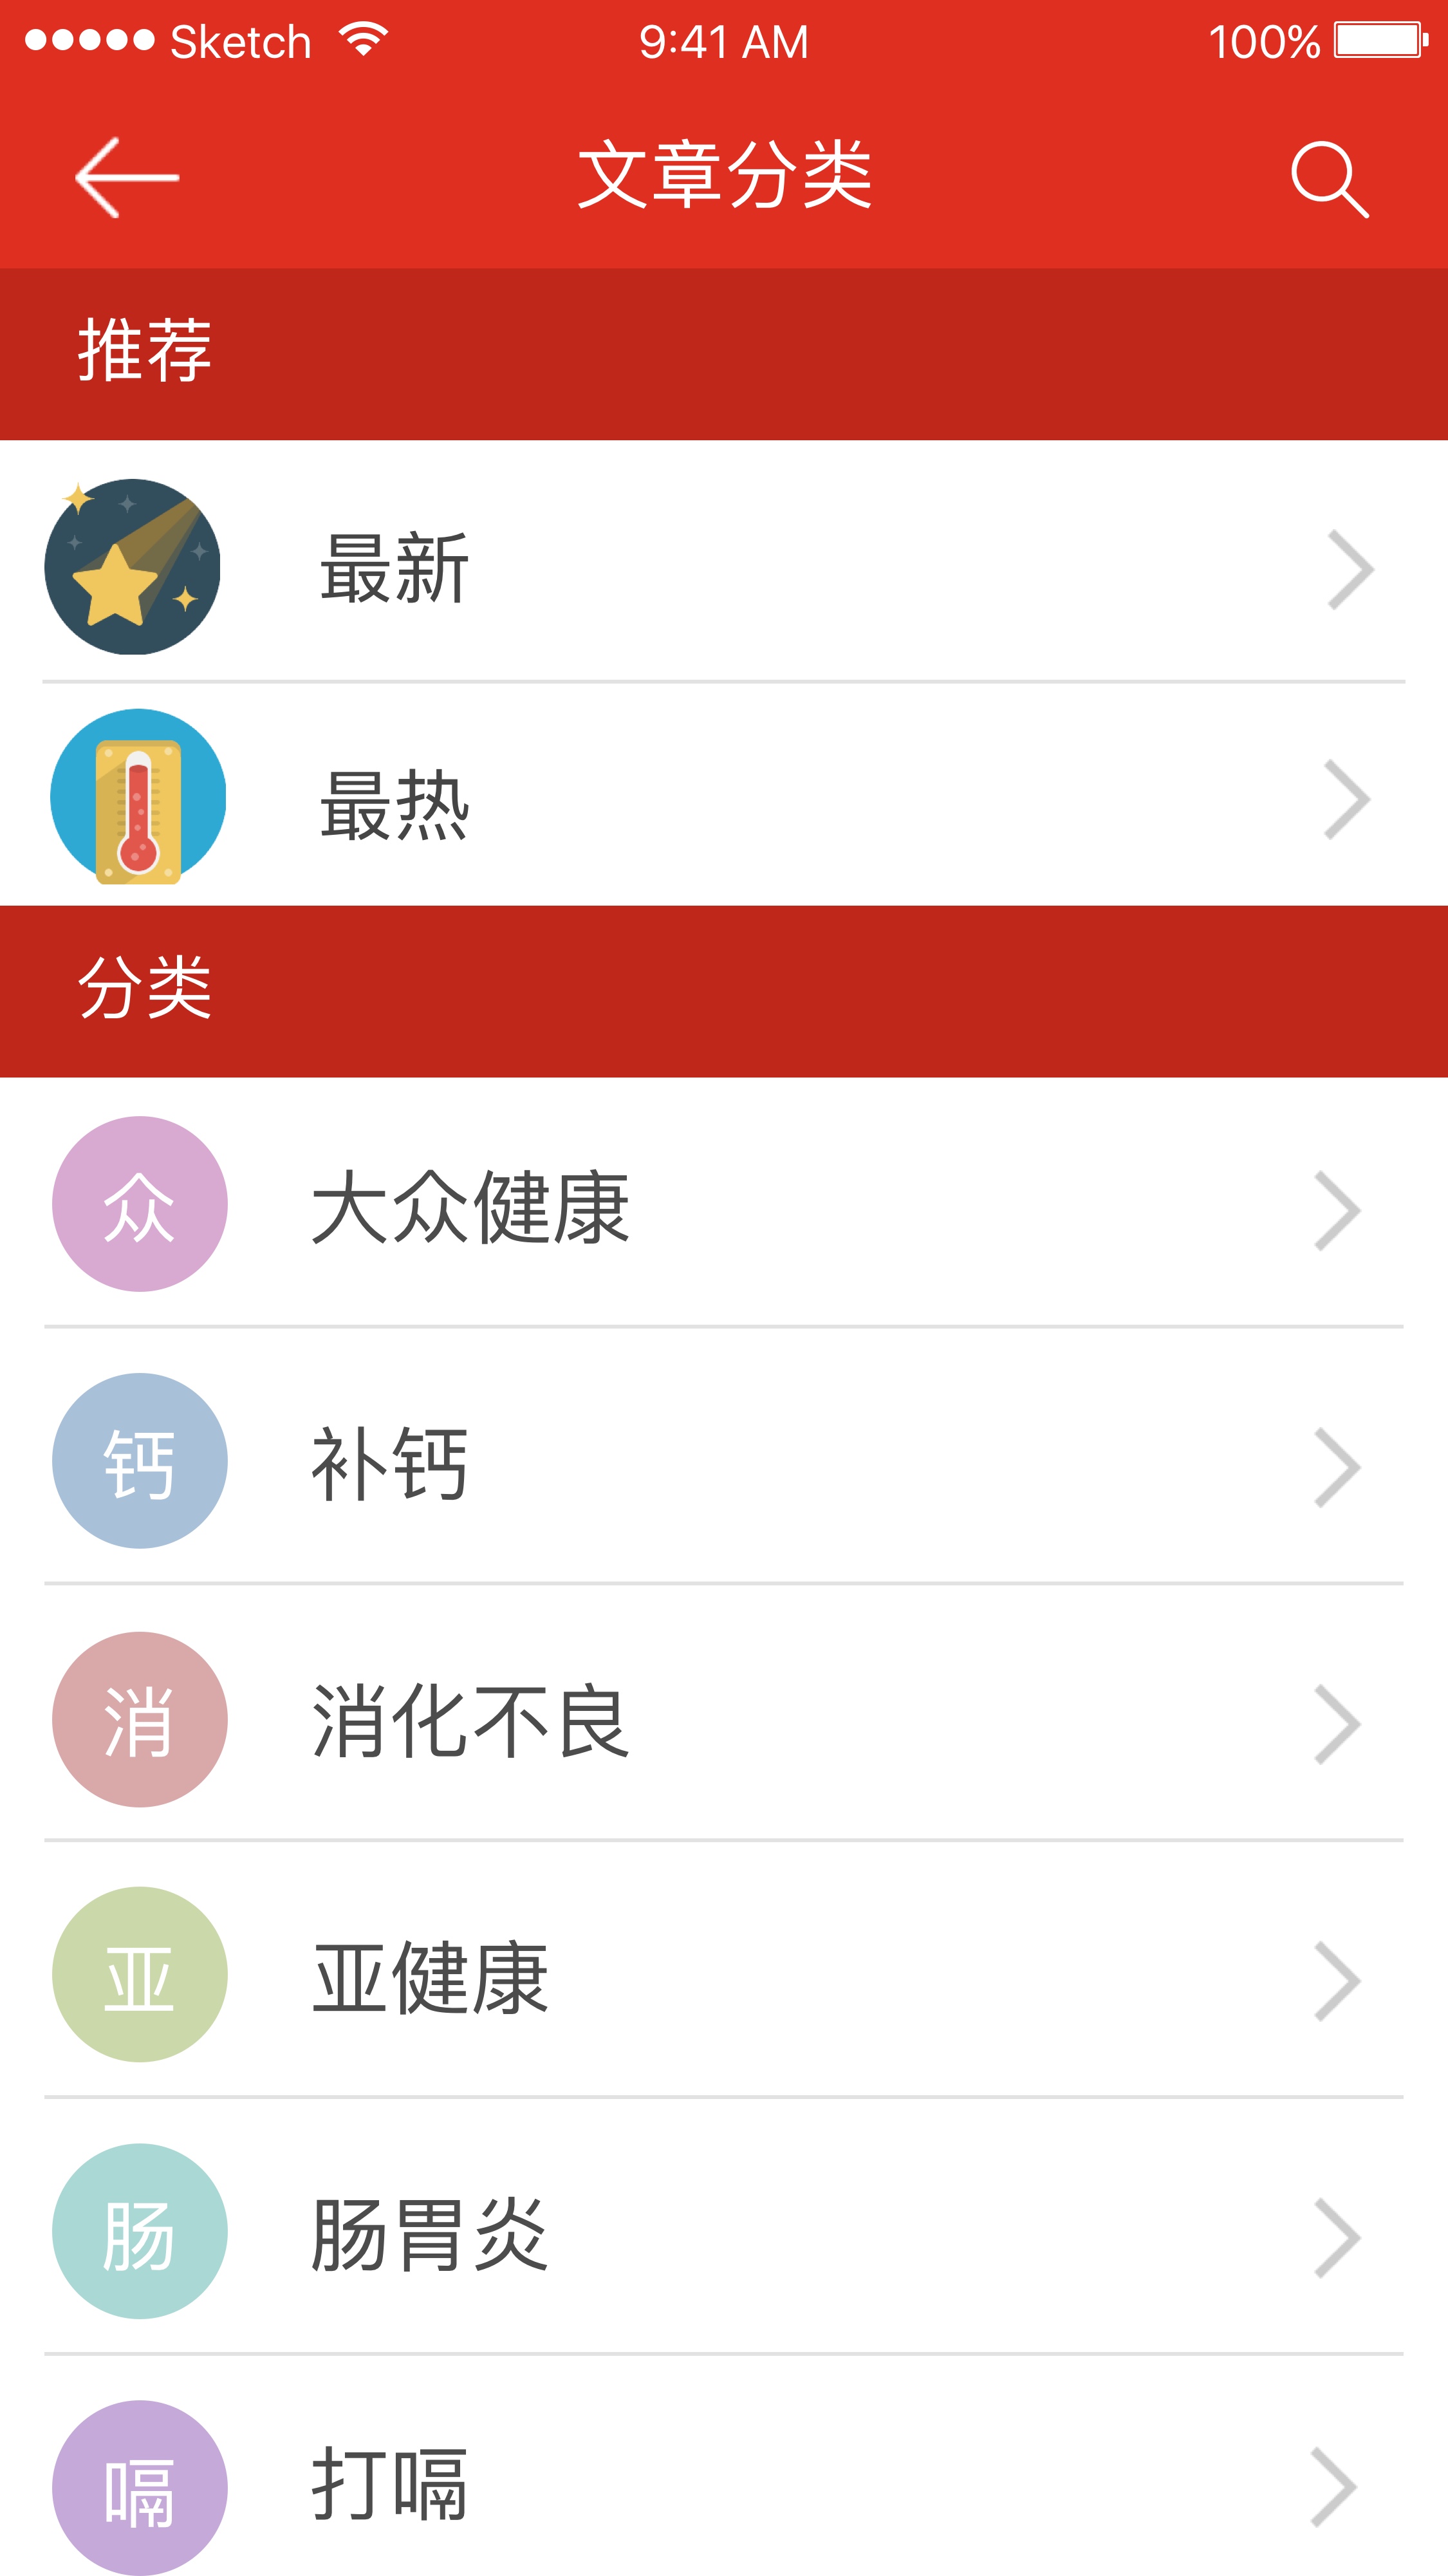 Sketch 9:41 AM 100%
文章分类
推荐
最新
最热
分类
众 大众健康
钙 补钙
消 消化不良
亚 亚健康
肠 肠胃炎
嗝 打嗝